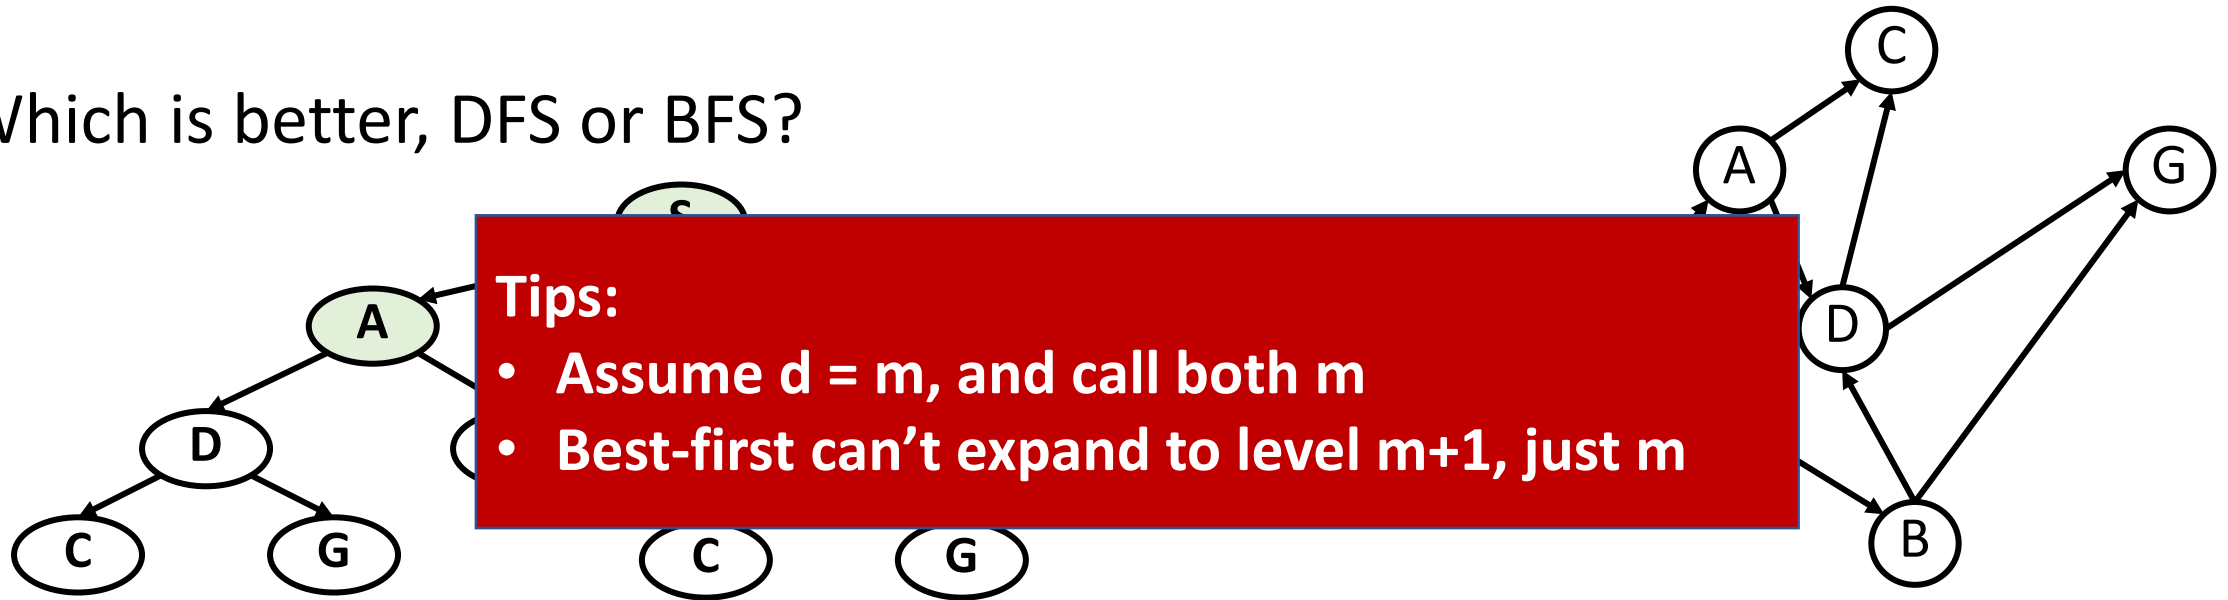 Which is better, DFS or BFS?
C
A
G
S
Tips:
• Assume d = m, and call both m
• Best-first can't expand to level m+1, just m
A
D
D
C
G
C
G
B